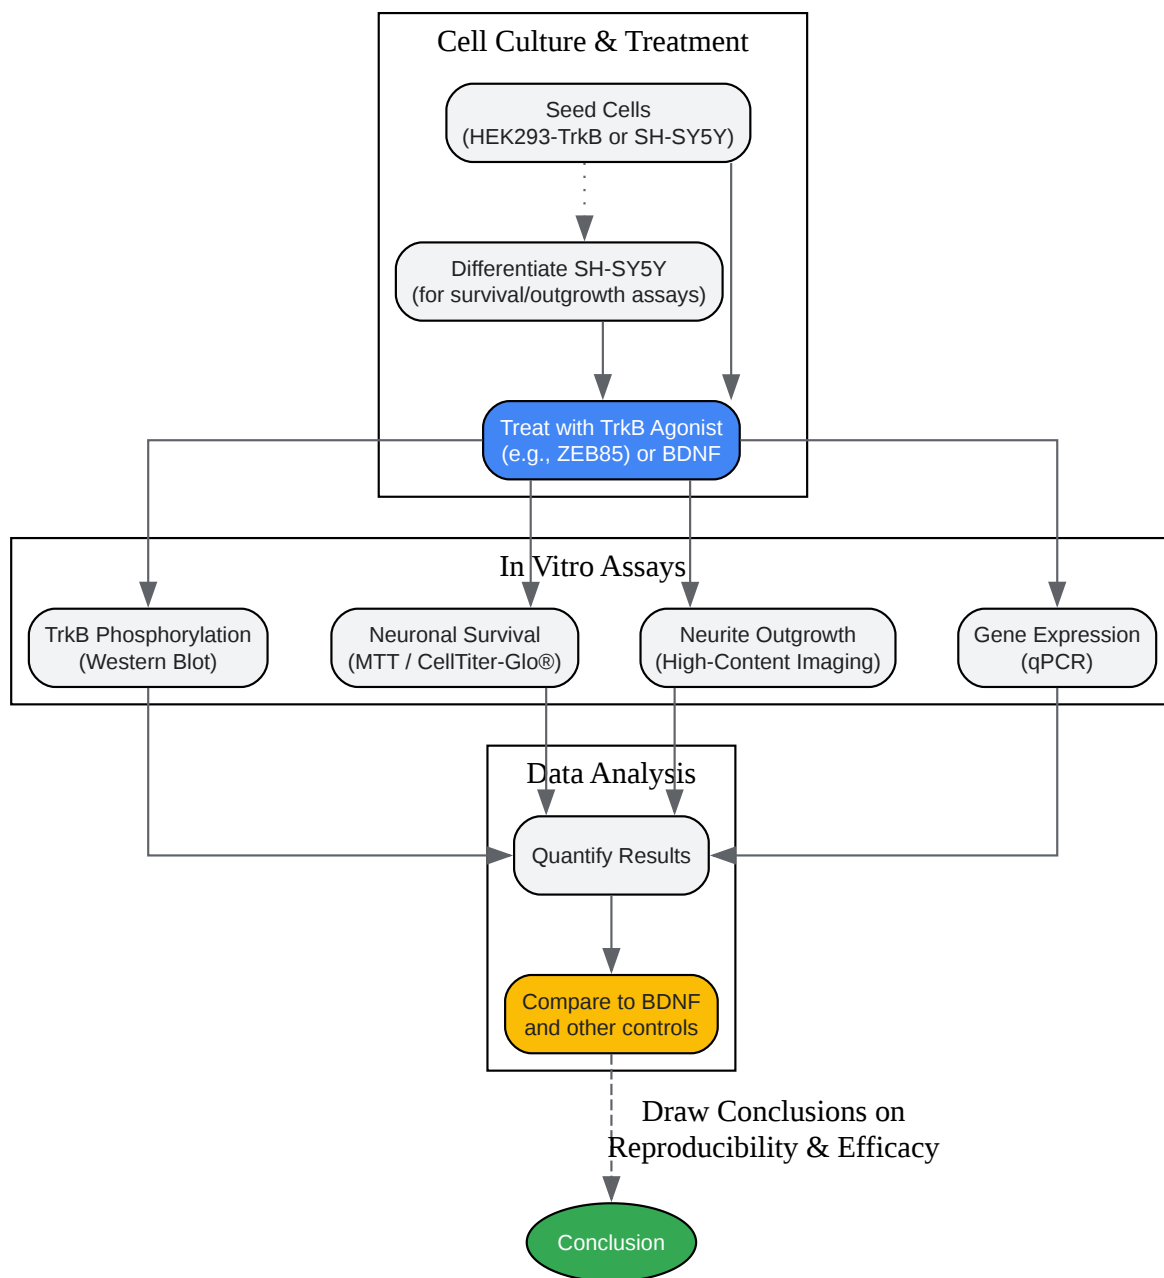 Cell Culture & Treatment
Seed Cells
(HEK293-TrkB or SH-SY5Y)
Differentiate SH-SY5Y
(for survival/outgrowth assays)
Treat with TrkB Agonist
(e.g., ZEB85) or BDNF
In Vitro Assays
TrkB Phosphorylation
(Western Blot)
Neuronal Survival
(MTT / CellTiter-Glo®)
Neurite Outgrowth
(High-Content Imaging)
Gene Expression
(qPCR)
Data Analysis
Quantify Results
Compare to BDNF
and other controls
Draw Conclusions on
Reproducibility & Efficacy
Conclusion